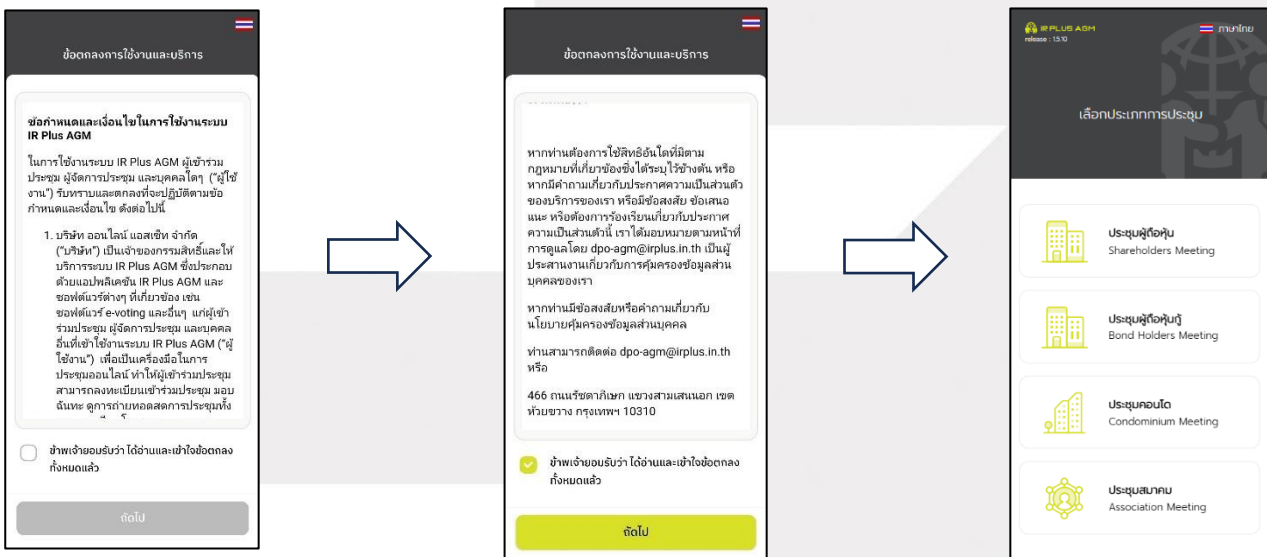 ข้อตกลงการใช้งานและบริการ
ข้อกำหนดและเงื่อนไขในการใช้งานระบบ
IR Plus AGM
ในการใช้งานระบบ IR Plus AGM ผู้เข้าร่วม
ประชุม ผู้จัดการประชุม และบุคคลใดๆ ("ผู้ใช้
งาน") รับทราบและตกลงที่จะปฏิบัติตามข้อ
กำหนดและเงื่อนไข ดังต่อไปนี้
1. บริษัท ออนไลน์ แอสเซ็ท จำกัด
("บริษัท") เป็นเจ้าของกรรมสิทธิ์และให้
บริการระบบ IR Plus AGM ซึ่งประกอบ
ด้วยแอปพลิเคชัน IR Plus AGM และ
ซอฟต์แวร์ต่างๆ ที่เกี่ยวข้อง เช่น
ซอฟต์แวร์ e-voting และอื่นๆ แก่ผู้เข้า
ร่วมประชุม ผู้จัดการประชุม และบุคคล
อื่นที่เข้าใช้งานระบบ IR Plus AGM ("ผู้
ใช้งาน") เพื่อเป็นเครื่องมือในการ
ประชุมออนไลน์ ทำให้ผู้เข้าร่วมประชุม
สามารถลงทะเบียนเข้าร่วมประชุม มอบ
ฉันทะ ดูการถ่ายทอดสดการประชุมทั้ง
ข้าพเจ้ายอมรับว่า ได้อ่านและเข้าใจข้อตกลง
ทั้งหมดแล้ว
ถัดไป
ข้อตกลงการใช้งานและบริการ
หากท่านต้องการใช้สิทธิอันใดที่มีตาม
กฎหมายที่เกี่ยวข้องซึ่งได้ระบุไว้ข้างต้น หรือ
หากมีคำถามเกี่ยวกับประกาศความเป็นส่วนตัว
ของบริการของเรา หรือมีข้อสงสัย ข้อเสนอ
แนะ หรือต้องการร้องเรียนเกี่ยวกับประกาศ
ความเป็นส่วนตัวนี้ เราได้มอบหมายตามหน้าที่
การดูแลโดย dpo-agm@irplus.in.th เป็นผู้
ประสานงานเกี่ยวกับการคุ้มครองข้อมูลส่วน
บุคคลของเรา
หากท่านมีข้อสงสัยหรือคำถามเกี่ยวกับ
นโยบายคุ้มครองข้อมูลส่วนบุคคล
ท่านสามารถติดต่อ dpo-agm@irplus.in.th
หรือ
466 ถนนรัชดาภิเษก แขวงสามเสนนอก เขต
ห้วยขวาง กรุงเทพฯ 10310
ข้าพเจ้ายอมรับว่า ได้อ่านและเข้าใจข้อตกลง
ทั้งหมดแล้ว
ถัดไป
IR PLUS AGM
release : 1.5.10
ภาษาไทย
เลือกประเภทการประชุม
ประชุมผู้ถือหุ้น
Shareholders Meeting
ประชุมผู้ถือหุ้นกู้
Bond Holders Meeting
ประชุมคอนโด
Condominium Meeting
ประชุมสมาคม
Association Meeting